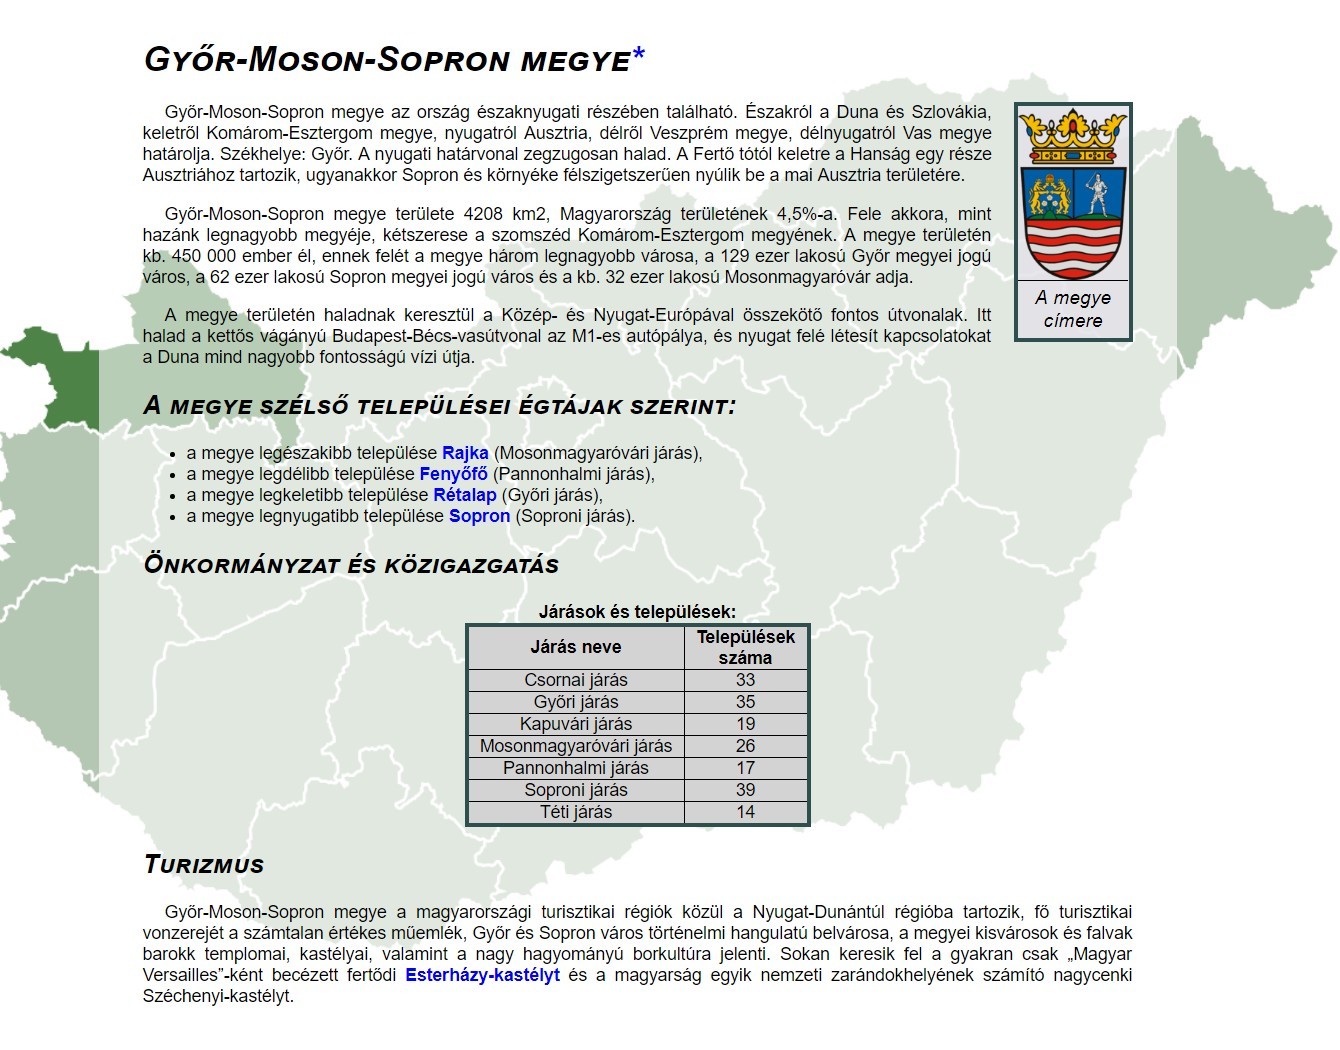 Győr-Moson-Sopron megye*
Győr-Moson-Sopron megye az ország északnyugati részében található. Északról a Duna és Szlovákia,
keletről Komárom-Esztergom megye, nyugatról Ausztria, délről Veszprém megye, délnyugatról Vas megye
határolja. Székhelye: Győr. A nyugati határvonal zegzugosan halad. A Fertő tótól keletre a Hanság egy része
Ausztriához tartozik, ugyanakkor Sopron és környéke félszigetszerűen nyúlik be a mai Ausztria területére.
Győr-Moson-Sopron megye területe 4208 km2, Magyarország területének 4,5%-a. Fele akkora, mint
hazánk legnagyobb megyéje, kétszerese a szomszéd Komárom-Esztergom megyének. A megye területén
kb. 450 000 ember él, ennek felét a megye három legnagyobb városa, a 129 ezer lakosú Győr megyei jogú
város, a 62 ezer lakosú Sopron megyei jogú város és a kb. 32 ezer lakosú Mosonmagyaróvár adja.
A megye területén haladnak keresztül a Közép- és Nyugat-Európával összekötő fontos útvonalak. Itt
halad a kettős vágányú Budapest-Bécs-vasútvonal az M1-es autópálya, és nyugat felé létesít kapcsolatokat
a Duna mind nagyobb fontosságú vízi útja.
A megye címere
A megye szélső települései égtájak szerint:
• a megye legészakibb települése Rajka (Mosonmagyaróvári járás),
• a megye legdélibb települése Fenyőfő (Pannonhalmi járás),
• a megye legkeletibb települése Rétalap (Győri járás),
• a megye legnyugatibb települése Sopron (Soproni járás).
Önkormányzat és közigazgatás
Járások és települések:
Járás neve Települések száma
Csornai járás 33
Győri járás 35
Kapuvári járás 19
Mosonmagyaróvári járás 26
Pannonhalmi járás 17
Soproni járás 39
Téti járás 14
Turizmus
Győr-Moson-Sopron megye a magyarországi turisztikai régiók közül a Nyugat-Dunántúl régióba tartozik, fő turisztikai
vonzerejét a számtalan értékes műemlék, Győr és Sopron város történelmi hangulatú belvárosa, a megyei kisvárosok és falvak
barokk templomai, kastélyai, valamint a nagy hagyományú borkultúra jelenti. Sokan keresik fel a gyakran csak „Magyar
Versailles”-ként becézett fertődi Esterházy-kastélyt és a magyarság egyik nemzeti zarándokhelyének számító nagycenki
Széchenyi-kastélyt.